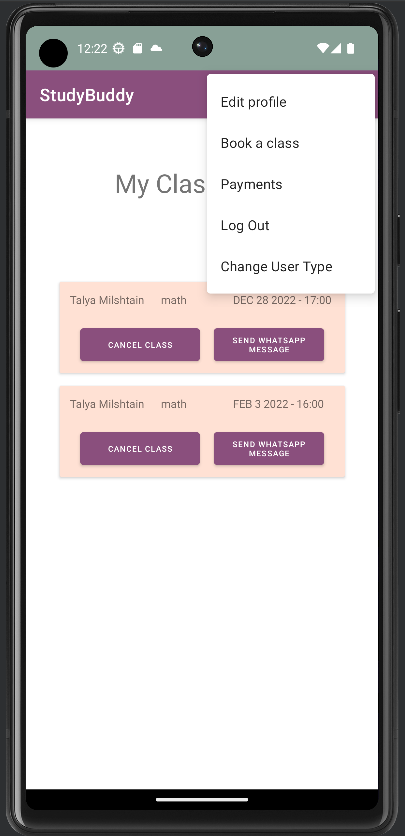 12:22
StudyBuddy
Edit profile
Book a class
Payments
Log Out
Change User Type
My Clas
Talya Milshtain math DEC 28 2022 - 17:00
CANCEL CLASS
SEND WHATSAPP
MESSAGE
Talya Milshtain math FEB 3 2022 - 16:00
CANCEL CLASS
SEND WHATSAPP
MESSAGE